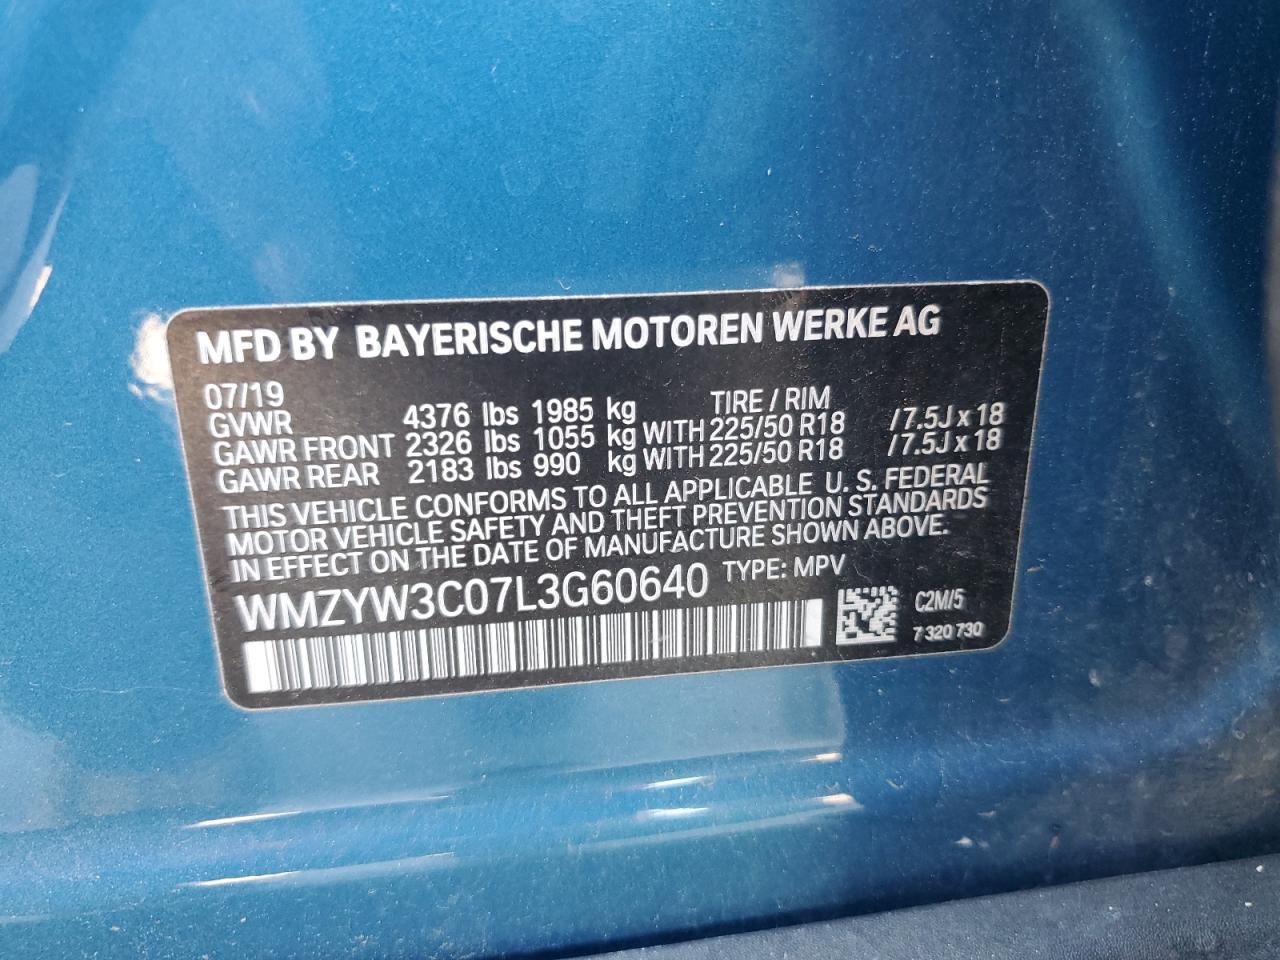 MFD BY BAYERISCHE MOTOREN WERKE AG
07/19 TIRE / RIM
GVWR 4376 lbs 1985 kg
GAWR FRONT 2326 lbs 1055 kg WITH 225/50 R18 /7.5J x 18
GAWR REAR 2183 lbs 990 kg WITH 225/50 R18 /7.5J x 18
THIS VEHICLE CONFORMS TO ALL APPLICABLE U. S. FEDERAL
MOTOR VEHICLE SAFETY AND THEFT PREVENTION STANDARDS
IN EFFECT ON THE DATE OF MANUFACTURE SHOWN ABOVE.
WMZYW3C07L3G60640 TYPE: MPV
C2M/5
7 320 730